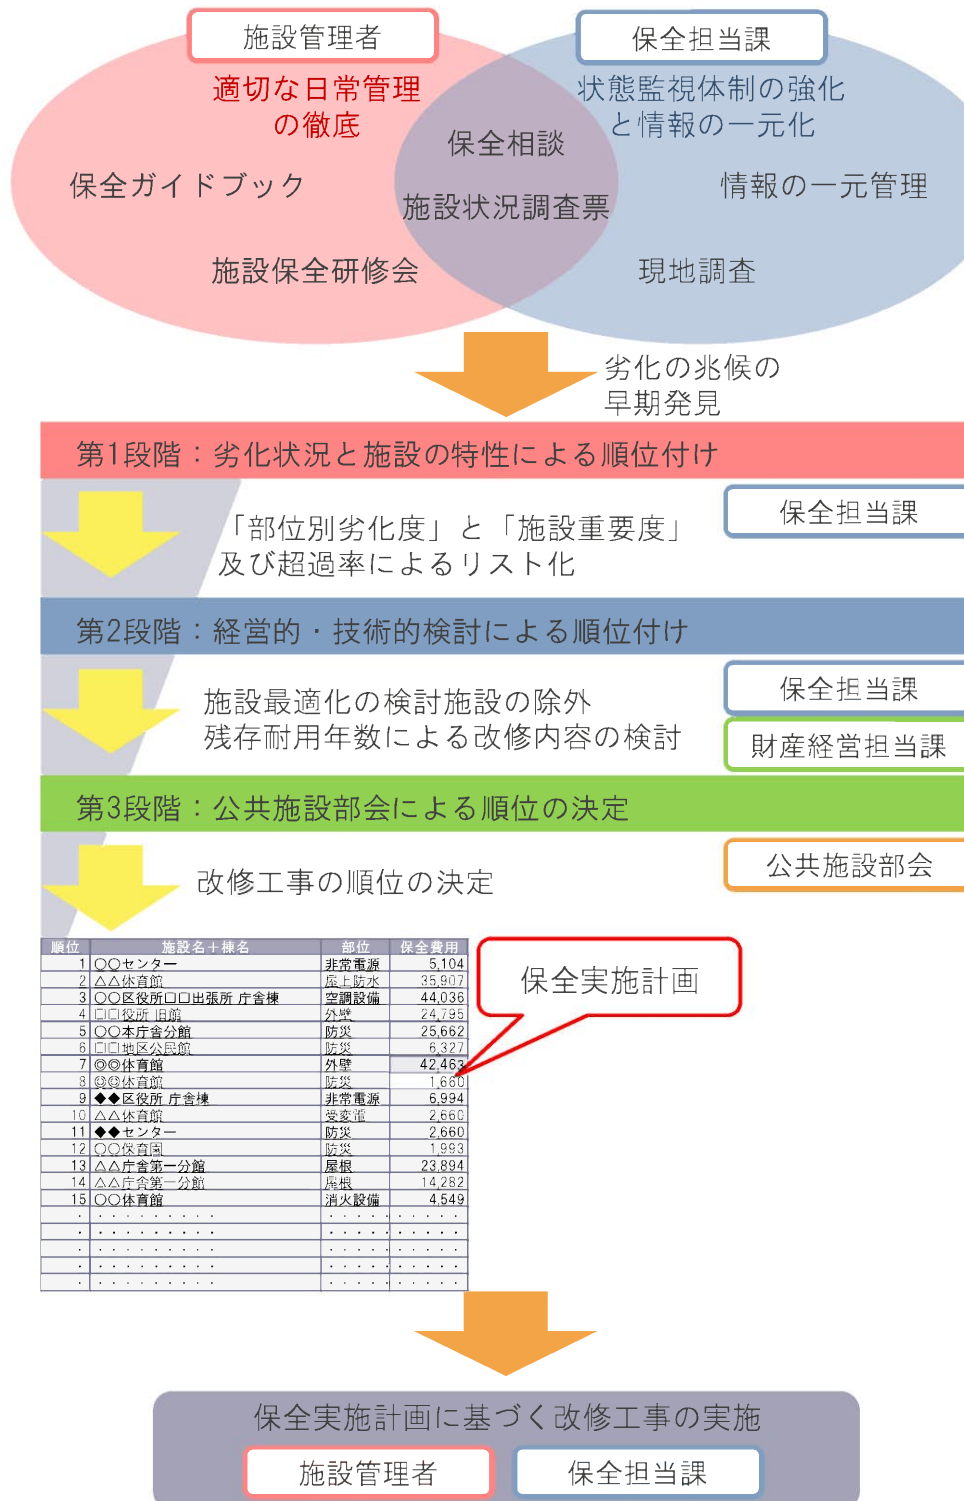 施設管理者
保全担当課
適切な日常管理
の徹底
状態監視体制の強化
と情報の一元化
保全相談
保全ガイドブック
情報の一元管理
施設状況調査票
施設保全研修会
現地調査
劣化の兆候の
早期発見
第1段階：劣化状況と施設の特性による順位付け
保全担当課
「部位別劣化度」と「施設重要度」
及び超過率によるリスト化
第2段階：経営的・技術的検討による順位付け
保全担当課
施設最適化の検討施設の除外
残存耐用年数による改修内容の検討
財産経営担当課
第3段階：公共施設部会による順位の決定
公共施設部会
改修工事の順位の決定
順位 施設名＋棟名 部位 保全費用
1 〇〇センター 非常電源 5,104
2 △△体育館 屋上防水 35,907
3 〇〇区役所口口出張所 庁舎棟 空調設備 44,036
4 □□役所 旧館 外壁 24,795
5 〇〇本庁舎分館 防災 25,662
6 □□地区公民館 防災 6,327
7 ◎◎体育館 外壁 42,463
8 ◎◎体育館 防災 1,660
9 ◆◆区役所 庁舎棟 非常電源 6,994
10 △△体育館 受変電 2,660
11 ◆◆センター 防災 2,660
12 〇〇保育園 防災 1,993
13 △△庁舎第一分館 屋根 23,894
14 △△庁舎第一分館 屋根 14,282
15 〇〇体育館 消火設備 4,549
保全実施計画
保全実施計画に基づく改修工事の実施
施設管理者
保全担当課